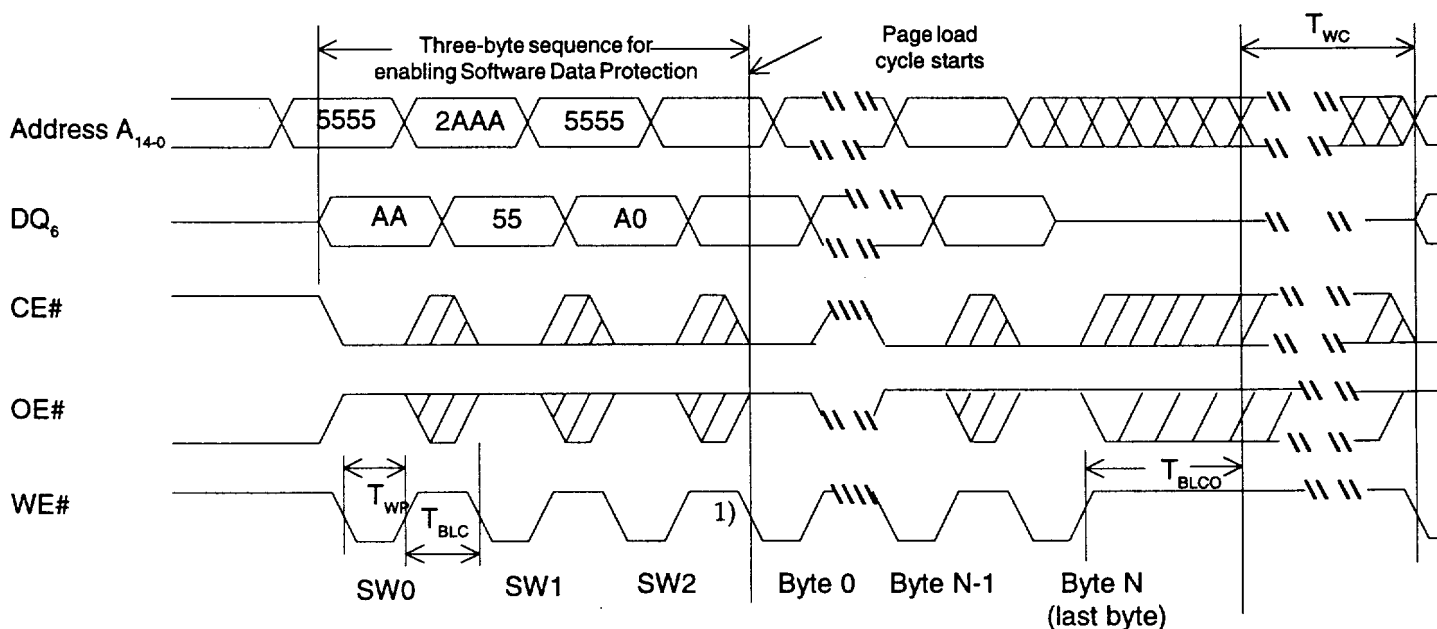 Three-byte sequence for
enabling Software Data Protection
Page load
cycle starts
T_WC
Address A_14-0
5555
2AAA
5555
DQ_6
AA
55
A0
CE#
OE#
WE#
T_WP
T_BLC
1)
T_BLCO
SW0
SW1
SW2
Byte 0
Byte N-1
Byte N
(last byte)